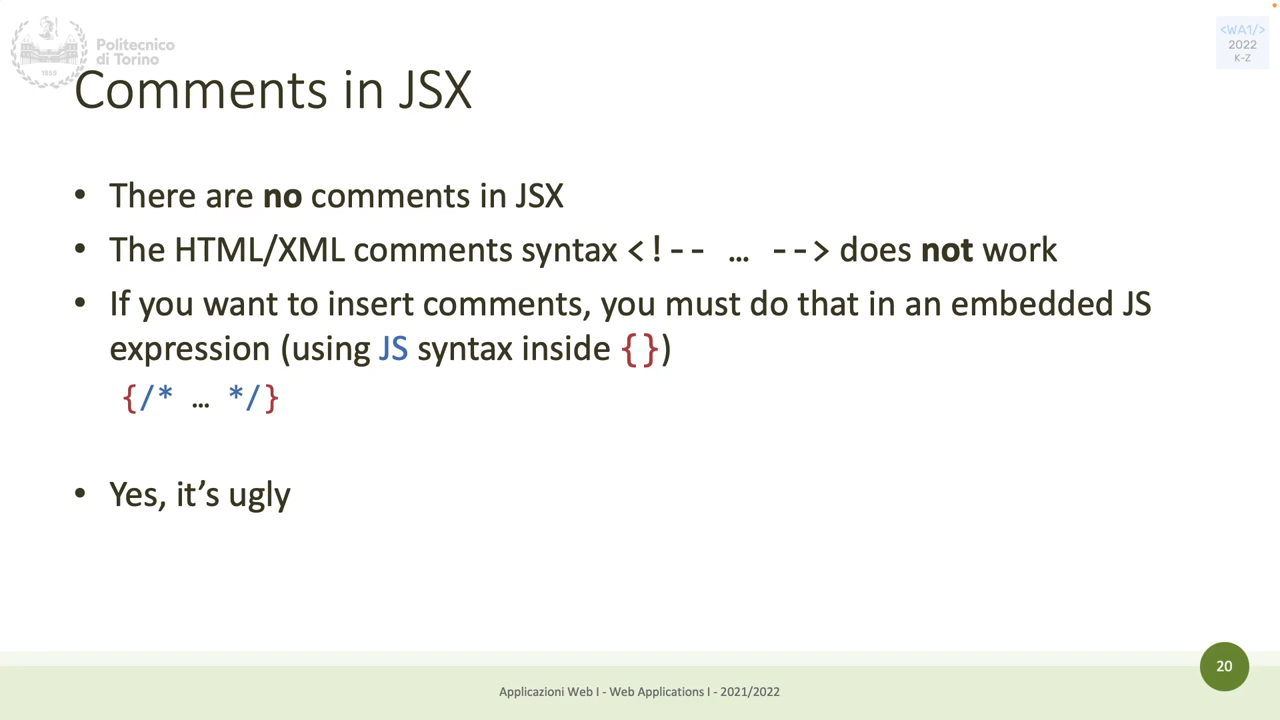 Politecnico
di Torino
1859
<WA1/>
2022
K-Z
Comments in JSX
• There are no comments in JSX
• The HTML/XML comments syntax <!-- … --> does not work
• If you want to insert comments, you must do that in an embedded JS
expression (using JS syntax inside {})
{/* … */}
• Yes, it’s ugly
20
Applicazioni Web I - Web Applications I - 2021/2022